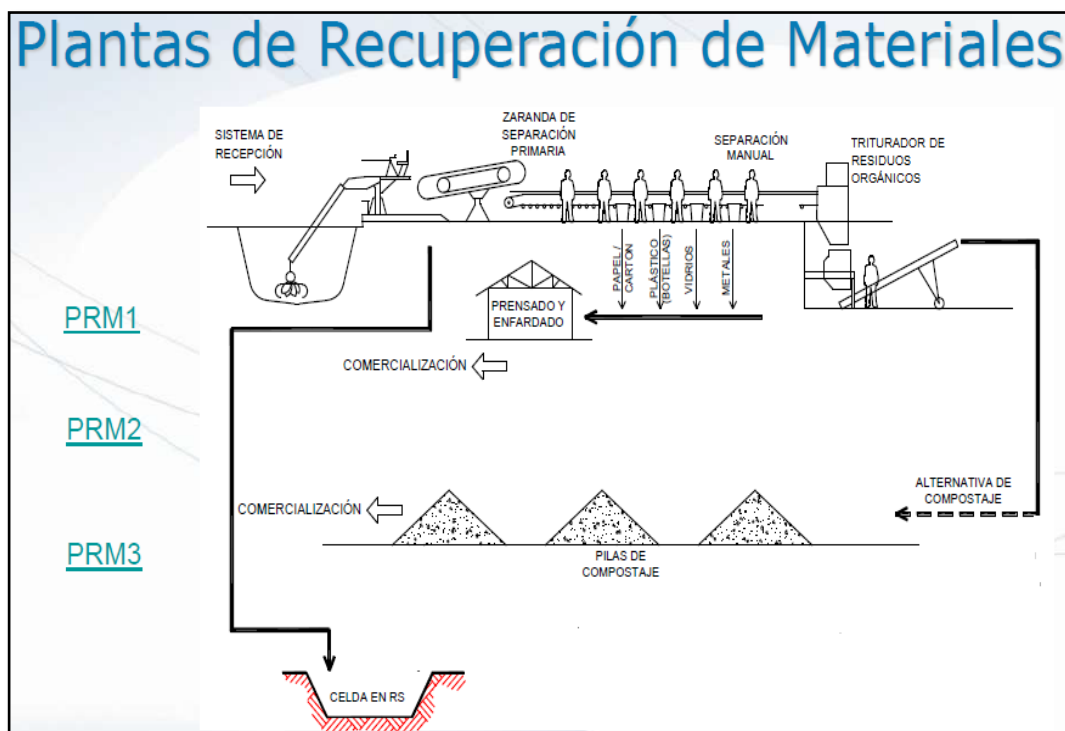 Plantas de Recuperación de Materiales
SISTEMA DE
RECEPCIÓN
ZARANDA DE
SEPARACIÓN
PRIMARIA
SEPARACIÓN
MANUAL
TRITURADOR DE
RESIDUOS
ORGÁNICOS
PAPEL /
CARTON
PLÁSTICO
(BOTELLAS)
VIDRIOS
METALES
PRENSADO Y
ENFARDADO
PRM1
COMERCIALIZACIÓN
PRM2
ALTERNATIVA DE
COMPOSTAJE
COMERCIALIZACIÓN
PRM3
PILAS DE
COMPOSTAJE
CELDA EN RS